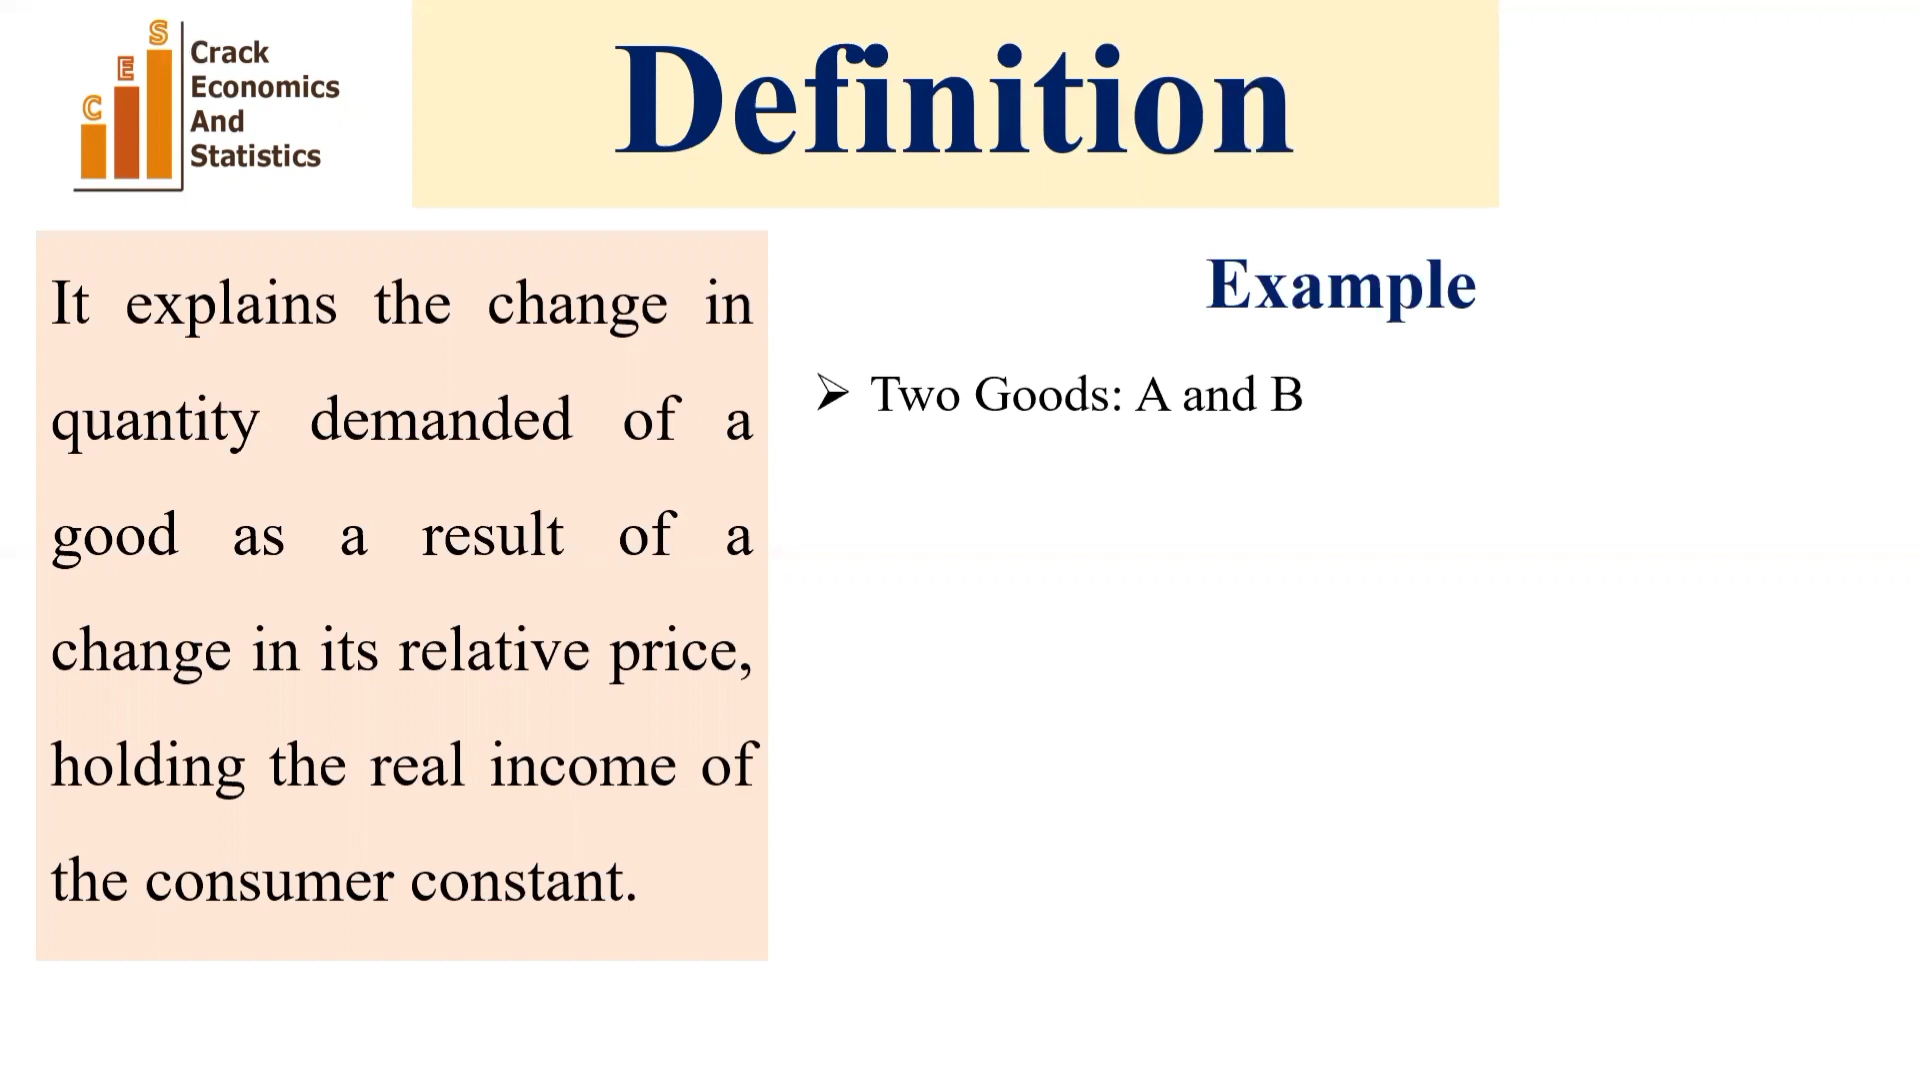 C
E
S
Crack
Economics
And
Statistics
Definition
It explains the change in
quantity demanded of a
good as a result of a
change in its relative price,
holding the real income of
the consumer constant.
Example
➢ Two Goods: A and B